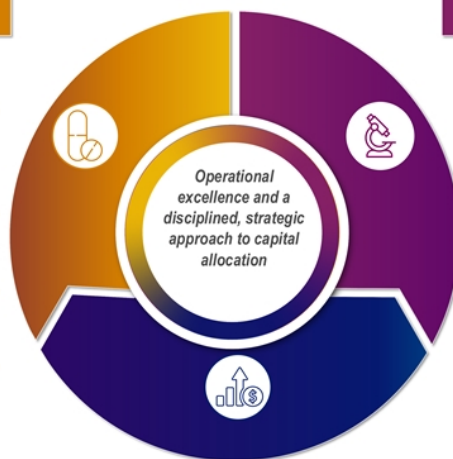 Operational
excellence and a
disciplined, strategic
approach to capital
allocation
$